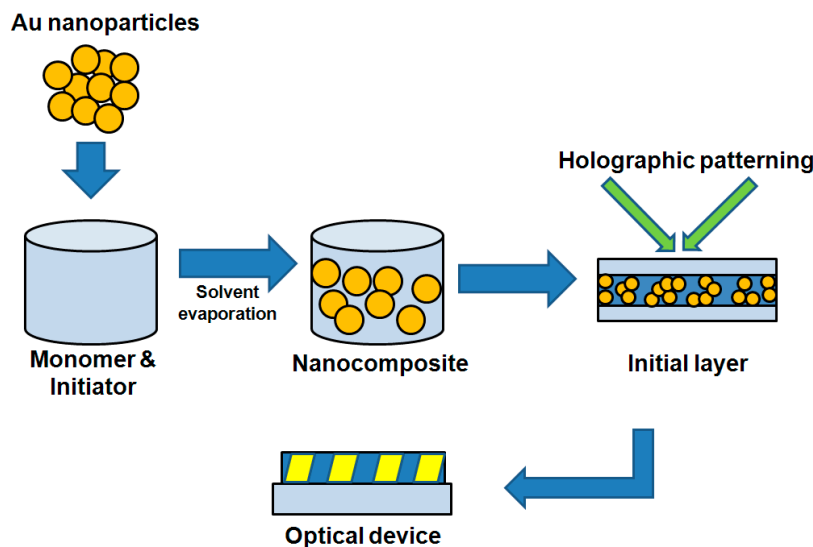 Au nanoparticles
Holographic patterning
Solvent
evaporation
Monomer &
Initiator
Nanocomposite
Initial layer
Optical device